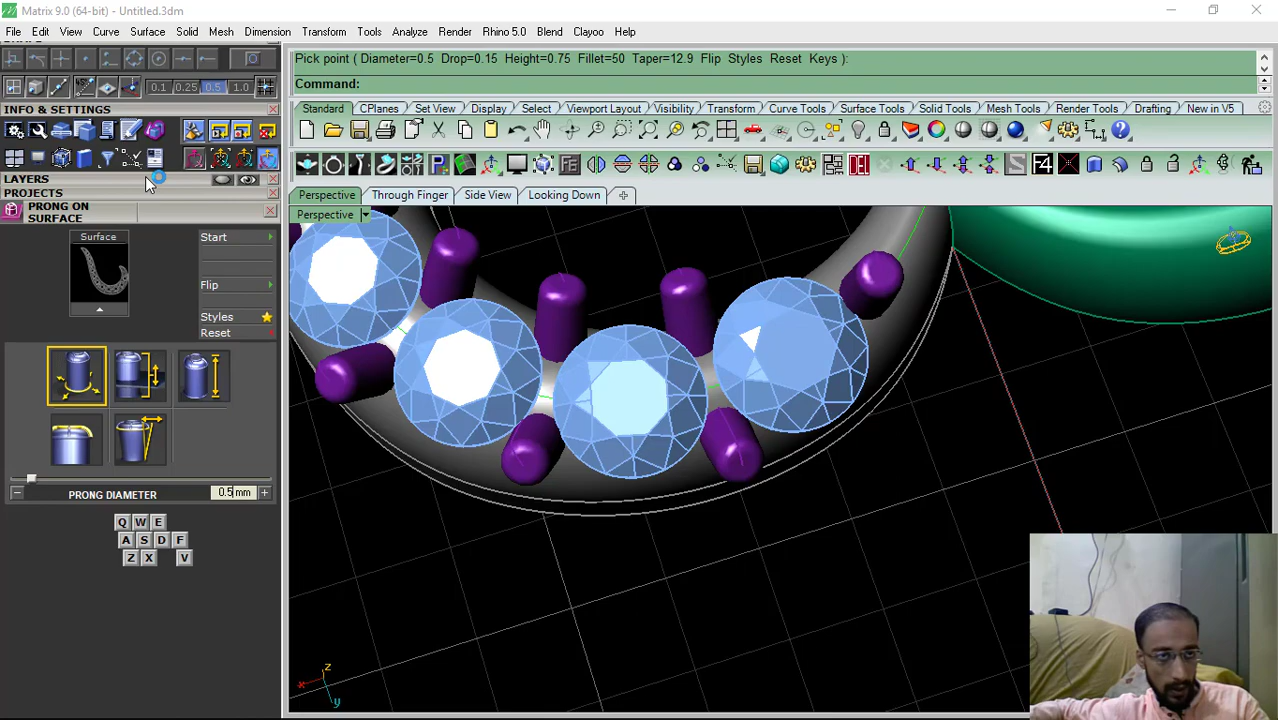 Matrix 9.0 (64-bit) - Untitled.3dm
File Edit View Curve Surface Solid Mesh Dimension Transform Tools Analyze Render Rhino 5.0 Blend Clayoo Help
Pick point ( Diameter=0.5 Drop=0.15 Height=0.75 Fillet=50 Taper=12.9 Flip Styles Reset Keys ):
Command:
0.1 0.25 0.5 1.0
INFO & SETTINGS
Standard CPlanes Set View Display Select Viewport Layout Visibility Transform Curve Tools Surface Tools Solid Tools Mesh Tools Render Tools Drafting New in V5
F4 DEL
LAYERS
PROJECTS
PRONG ON SURFACE
Perspective Through Finger Side View Looking Down
Perspective
Surface
Start
Flip
Styles
Reset
PRONG DIAMETER 0.5 mm
Q W E
A S D F
Z X V
z
x
y